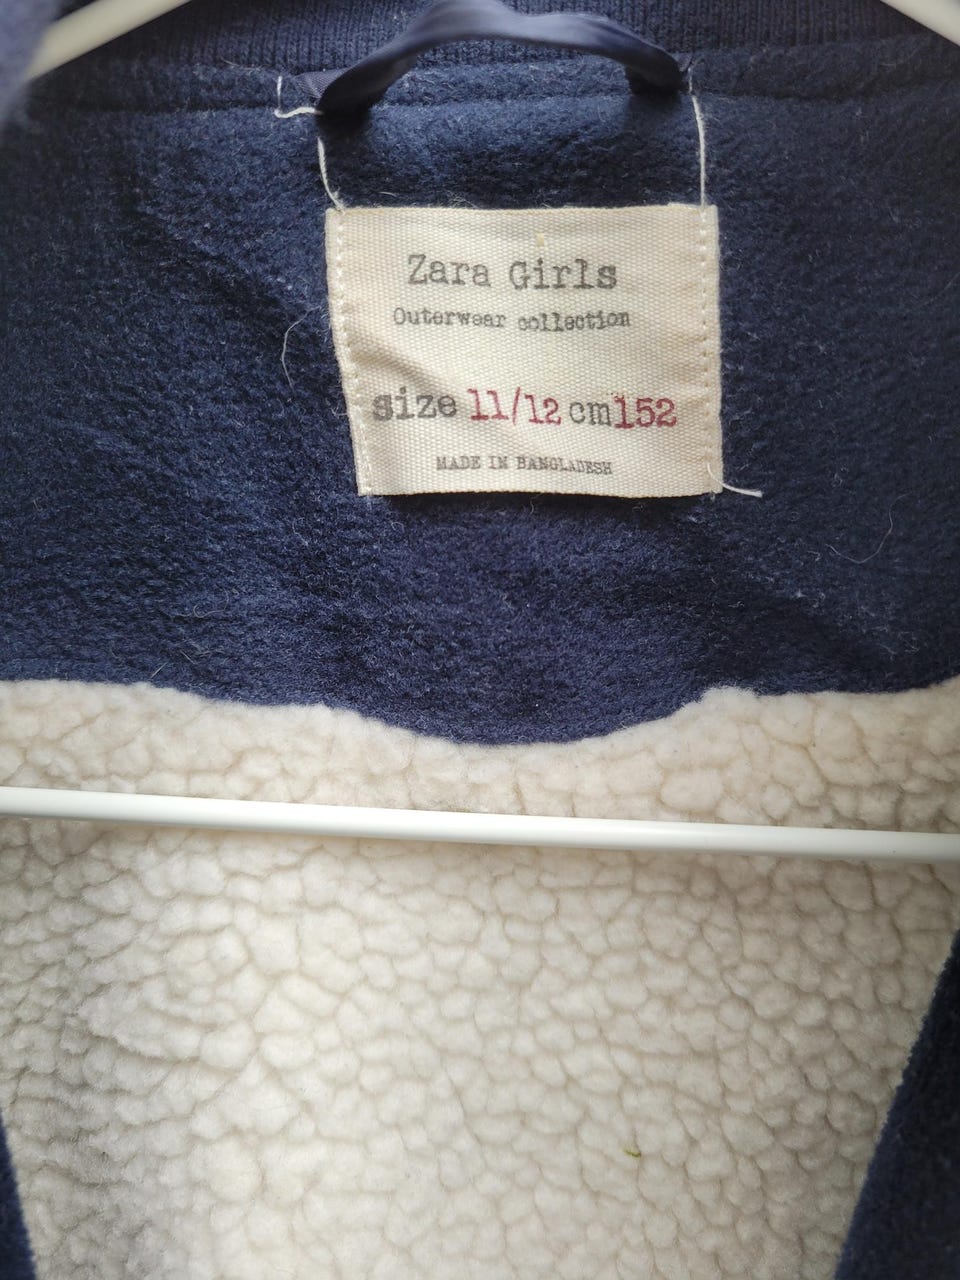 Zara Girls
Outerwear collection
size 11/12 cm152
MADE IN BANGLADESH